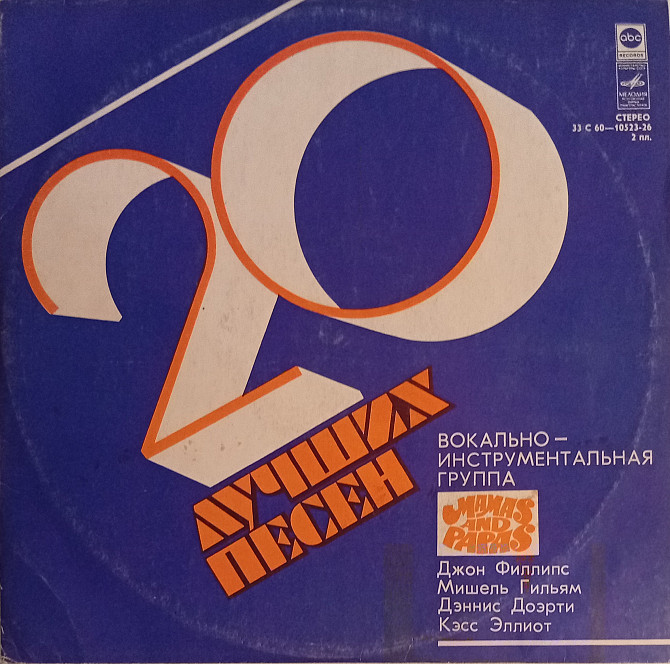 abc
RECORDS
МЕЛОДИЯ
СТЕРЕО
33 С 60—10523-26
2 пл.
20
ЛУЧШИХ
ПЕСЕН
ВОКАЛЬНО—
ИНСТРУМЕНТАЛЬНАЯ
ГРУППА
MAMAS
AND
PAPAS
Джон Филлипс
Мишель Гильям
Дэннис Доэрти
Кэсс Эллиот